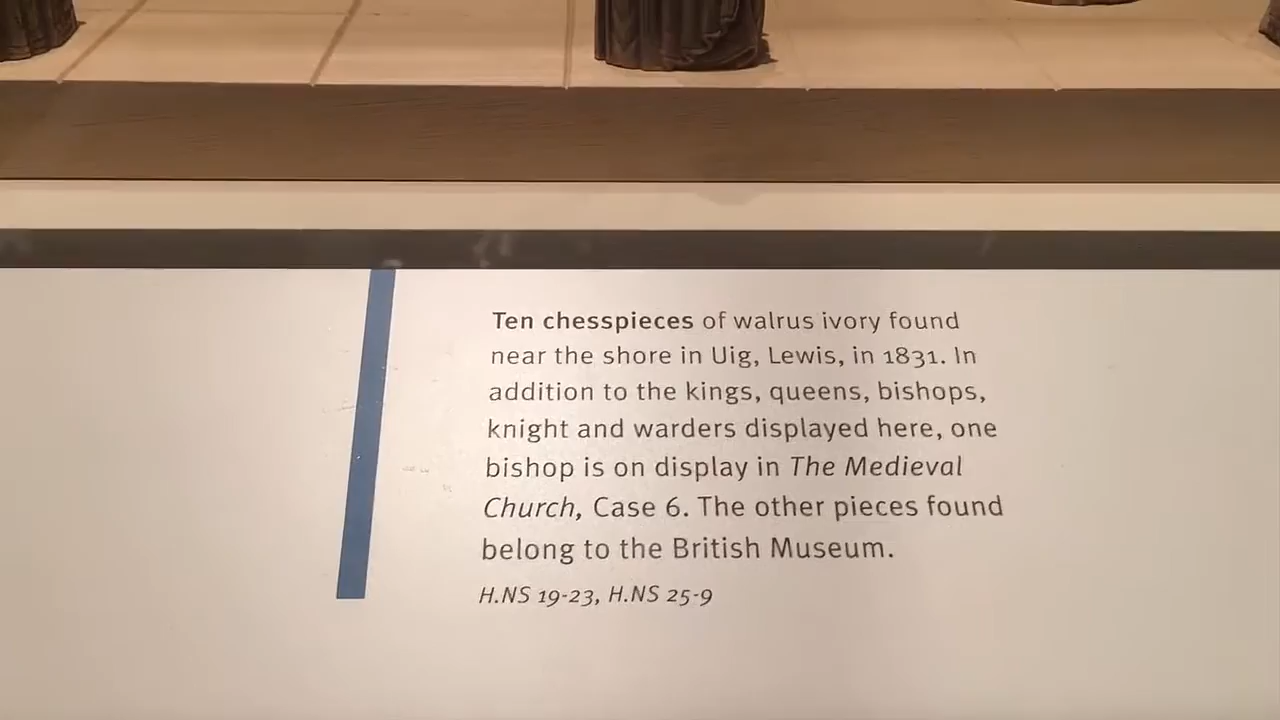 Ten chesspieces of walrus ivory found
near the shore in Uig, Lewis, in 1831. In
addition to the kings, queens, bishops,
knight and warders displayed here, one
bishop is on display in The Medieval
Church, Case 6. The other pieces found
belong to the British Museum.
H.NS 19-23, H.NS 25-9